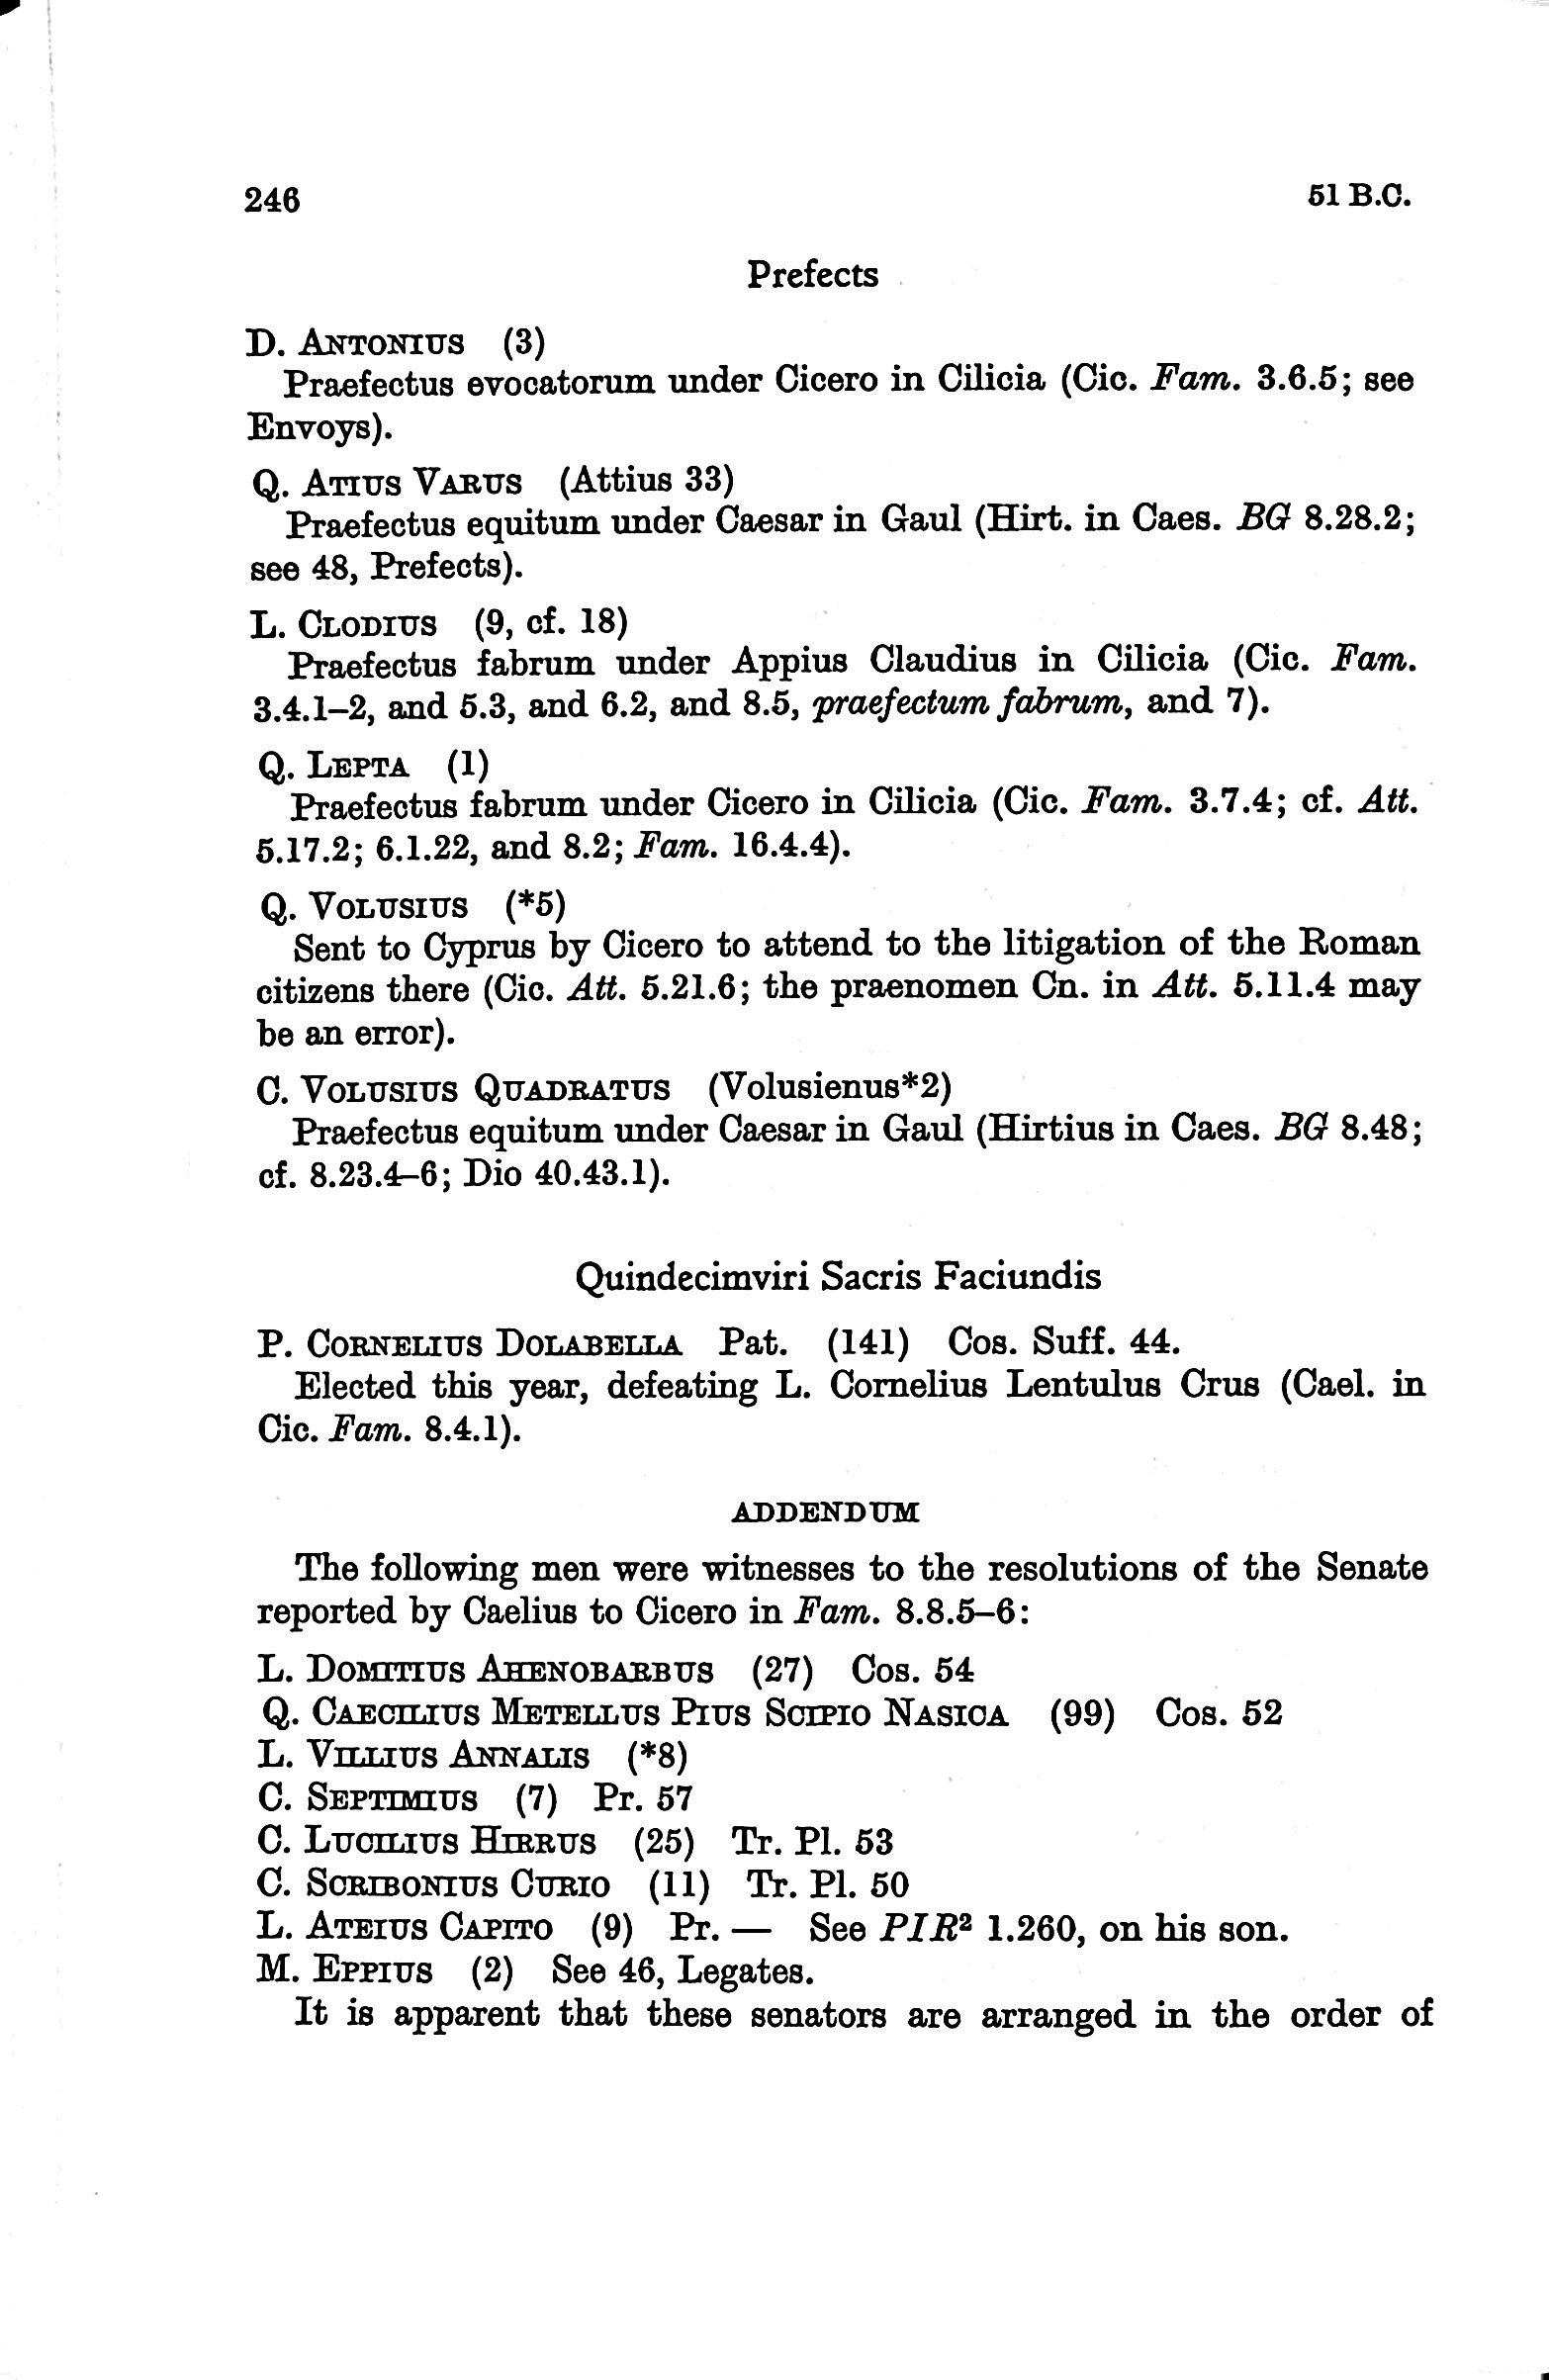 246 51 B.C.
Prefects
D. ANTONIUS (3)
Praefectus evocatorum under Cicero in Cilicia (Cic. Fam. 3.6.5; see
Envoys).
Q. ATIUS VARUS (Attius 33)
Praefectus equitum under Caesar in Gaul (Hirt. in Caes. BG 8.28.2;
see 48, Prefects).
L. CLODIUS (9, cf. 18)
Praefectus fabrum under Appius Claudius in Cilicia (Cic. Fam.
3.4.1–2, and 5.3, and 6.2, and 8.5, praefectum fabrum, and 7).
Q. LEPTA (1)
Praefectus fabrum under Cicero in Cilicia (Cic. Fam. 3.7.4; cf. Att.
5.17.2; 6.1.22, and 8.2; Fam. 16.4.4).
Q. VOLUSIUS (*5)
Sent to Cyprus by Cicero to attend to the litigation of the Roman
citizens there (Cic. Att. 5.21.6; the praenomen Cn. in Att. 5.11.4 may
be an error).
C. VOLUSIUS QUADRATUS (Volusienus*2)
Praefectus equitum under Caesar in Gaul (Hirtius in Caes. BG 8.48;
cf. 8.23.4–6; Dio 40.43.1).
Quindecimviri Sacris Faciundis
P. CORNELIUS DOLABELLA Pat. (141) Cos. Suff. 44.
Elected this year, defeating L. Cornelius Lentulus Crus (Cael. in
Cic. Fam. 8.4.1).
ADDENDUM
The following men were witnesses to the resolutions of the Senate
reported by Caelius to Cicero in Fam. 8.8.5–6:
L. DOMITIUS AHENOBARBUS (27) Cos. 54
Q. CAECILIUS METELLUS PIUS SCIPIO NASICA (99) Cos. 52
L. VILLIUS ANNALIS (*8)
C. SEPTIMIUS (7) Pr. 57
C. LUCILIUS HIRRUS (25) Tr. Pl. 53
C. SCRIBONIUS CURIO (11) Tr. Pl. 50
L. ATEIUS CAPITO (9) Pr. — See PIR² 1.260, on his son.
M. EPPIUS (2) See 46, Legates.
It is apparent that these senators are arranged in the order of